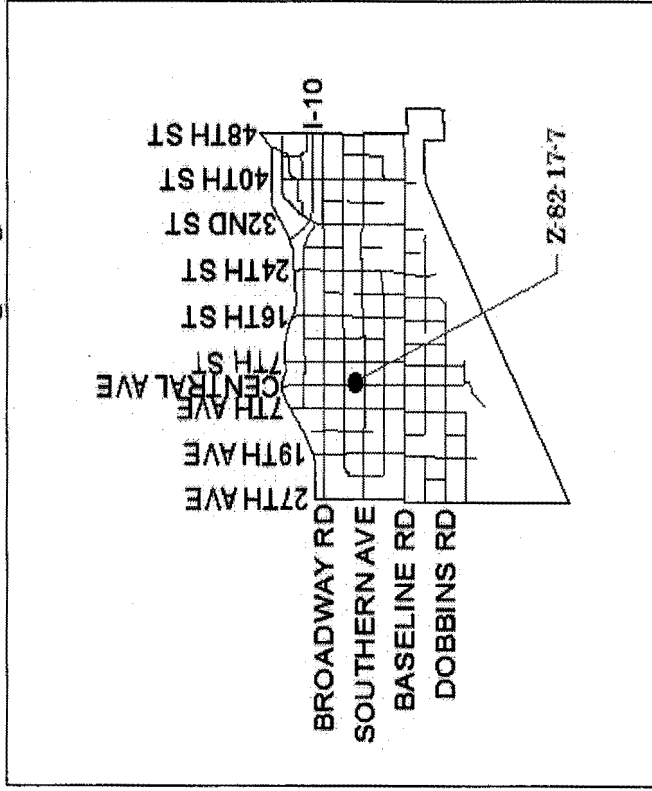 27TH AVE
19TH AVE
7TH AVE
CENTRAL AVE
7TH ST
16TH ST
24TH ST
32ND ST
40TH ST
48TH ST
I-10
BROADWAY RD
SOUTHERN AVE
BASELINE RD
DOBBINS RD
Z-82-17-7